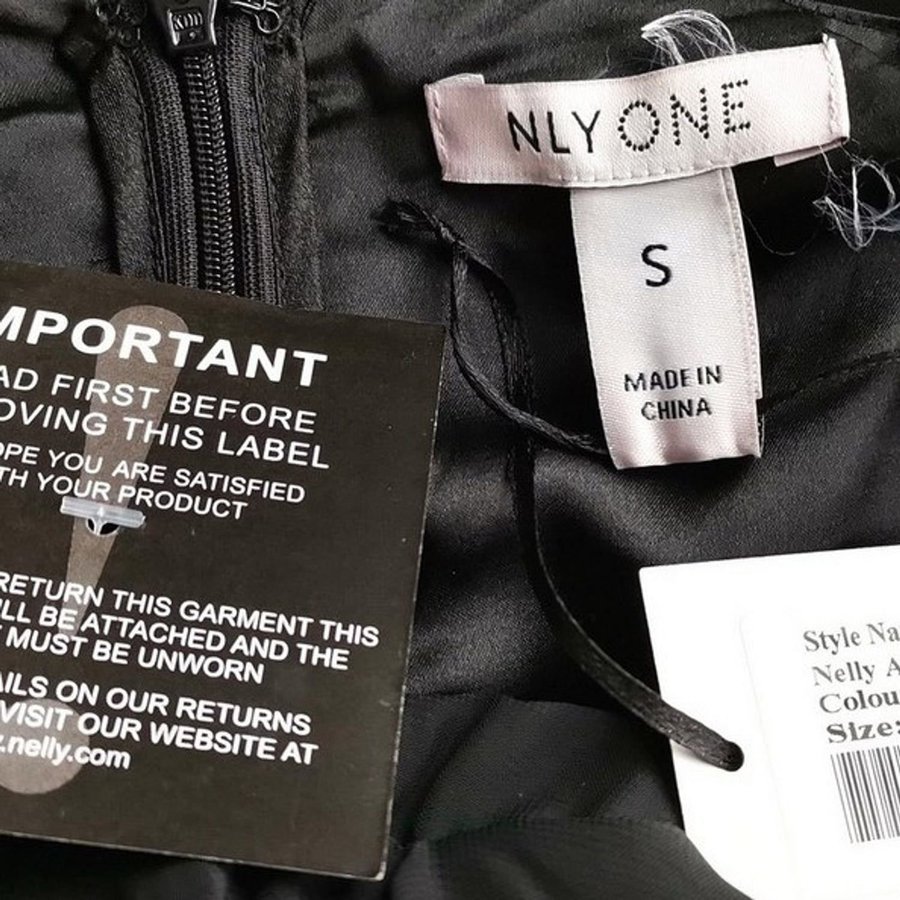 NLY ONE
S
MADE IN
CHINA
MPORTANT
AD FIRST BEFORE
OVING THIS LABEL
OPE YOU ARE SATISFIED
TH YOUR PRODUCT
RETURN THIS GARMENT THIS
LL BE ATTACHED AND THE
MUST BE UNWORN
AILS ON OUR RETURNS
VISIT OUR WEBSITE AT
.nelly.com
Style Na
Nelly A
Colou
Size: